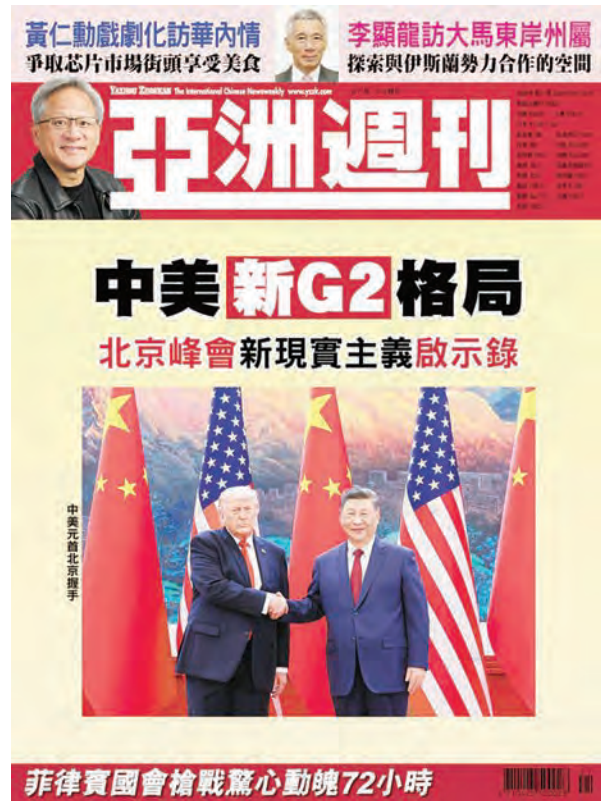 黃仁勳戲劇化訪華內情
爭取芯片市場街頭享受美食
李顯龍訪大馬東岸州屬
探索與伊斯蘭勢力合作的空間
YAZHOU ZHOUKAN The International Chinese Newsweekly www.yzzk.com
亞洲週刊
中美新G2格局
北京峰會新現實主義啟示錄
中美元首北京握手
菲律賓國會槍戰驚心動魄72小時